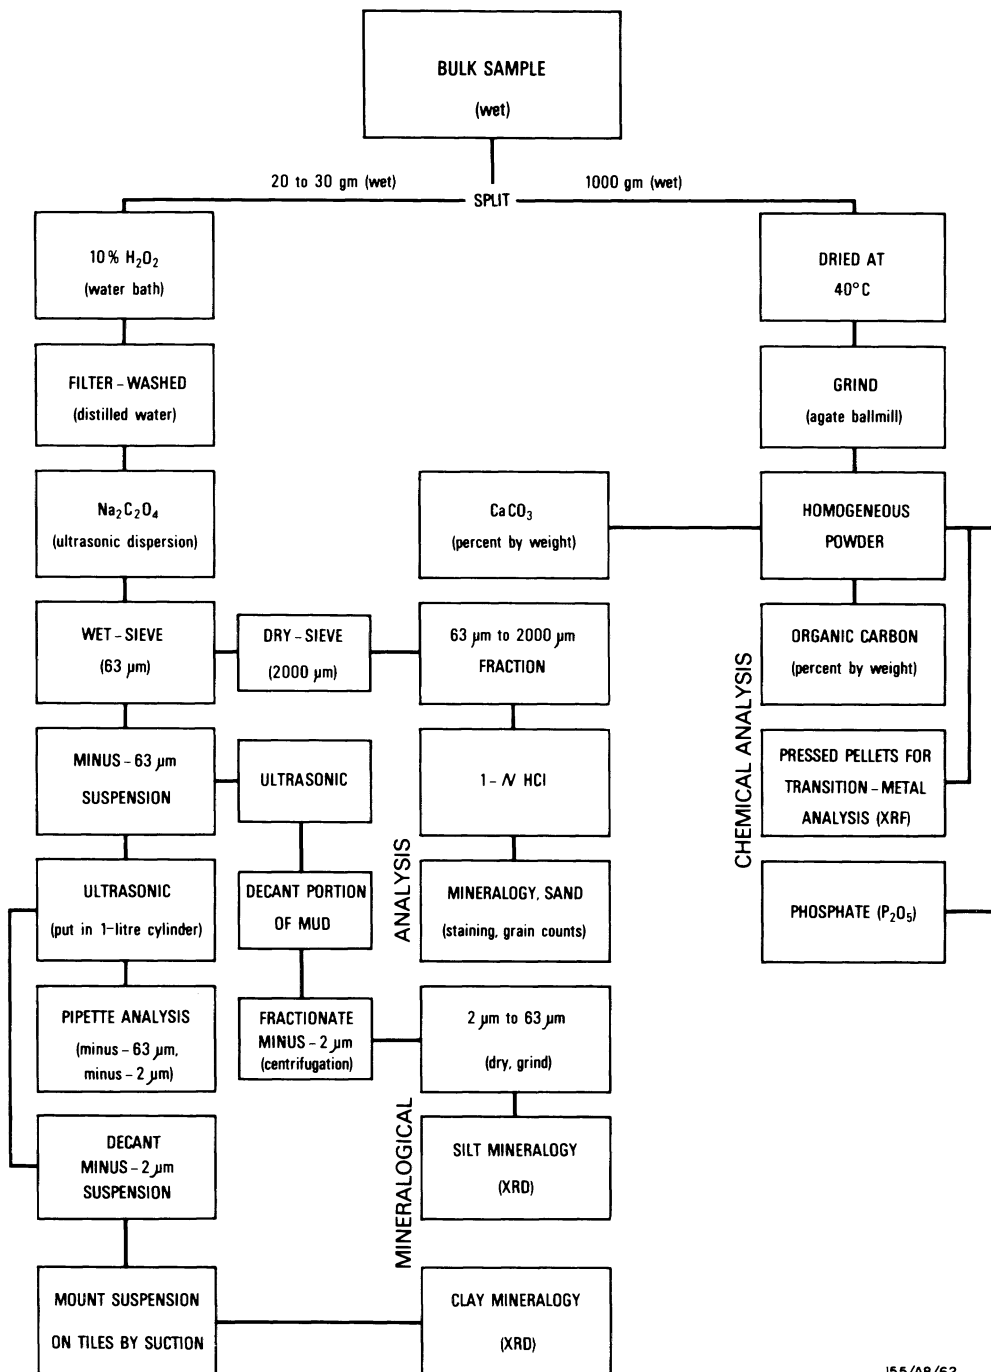 BULK SAMPLE
(wet)
20 to 30 gm (wet)
1000 gm (wet)
SPLIT
10% H₂O₂
(water bath)
DRIED AT
40°C
FILTER – WASHED
(distilled water)
GRIND
(agate ballmill)
Na₂C₂O₄
(ultrasonic dispersion)
CaCO₃
(percent by weight)
HOMOGENEOUS
POWDER
WET – SIEVE
(63 µm)
DRY – SIEVE
(2000 µm)
63 µm to 2000 µm
FRACTION
ORGANIC CARBON
(percent by weight)
MINUS – 63 µm
SUSPENSION
ULTRASONIC
1 – N HCl
PRESSED PELLETS FOR
TRANSITION – METAL
ANALYSIS (XRF)
CHEMICAL ANALYSIS
ULTRASONIC
(put in 1-litre cylinder)
DECANT PORTION
OF MUD
MINERALOGY, SAND
(staining, grain counts)
PHOSPHATE (P₂O₅)
PIPETTE ANALYSIS
(minus – 63 µm,
minus – 2 µm)
FRACTIONATE
MINUS – 2 µm
(centrifugation)
2 µm to 63 µm
(dry, grind)
MINERALOGICAL ANALYSIS
DECANT
MINUS – 2 µm
SUSPENSION
SILT MINERALOGY
(XRD)
MOUNT SUSPENSION
ON TILES BY SUCTION
CLAY MINERALOGY
(XRD)